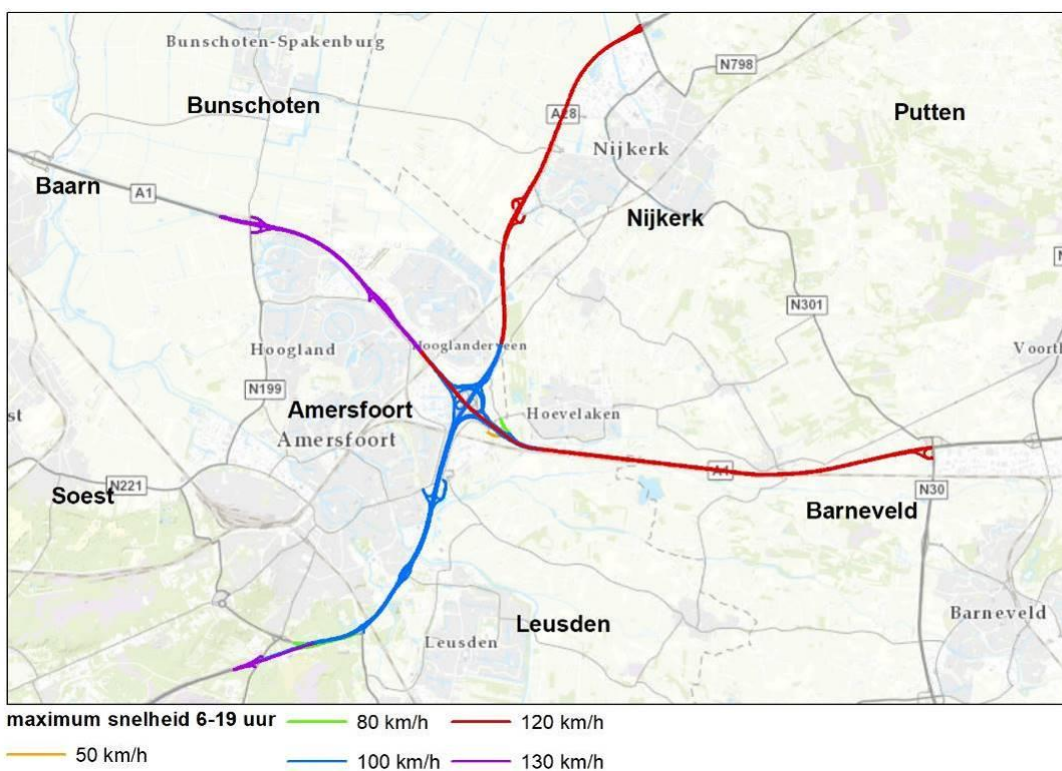 Bunschoten-Spakenburg
N798
Bunschoten
A28
Putten
Nijkerk
Baarn
A1
Nijkerk
N301
Hooglanderveen
Hoogland
Voorth
N199
Amersfoort
Hoevelaken
Amersfoort
st
A1
N221
Soest
N30
Barneveld
Barneveld
Leusden
Leusden
maximum snelheid 6-19 uur
80 km/h
120 km/h
50 km/h
100 km/h
130 km/h